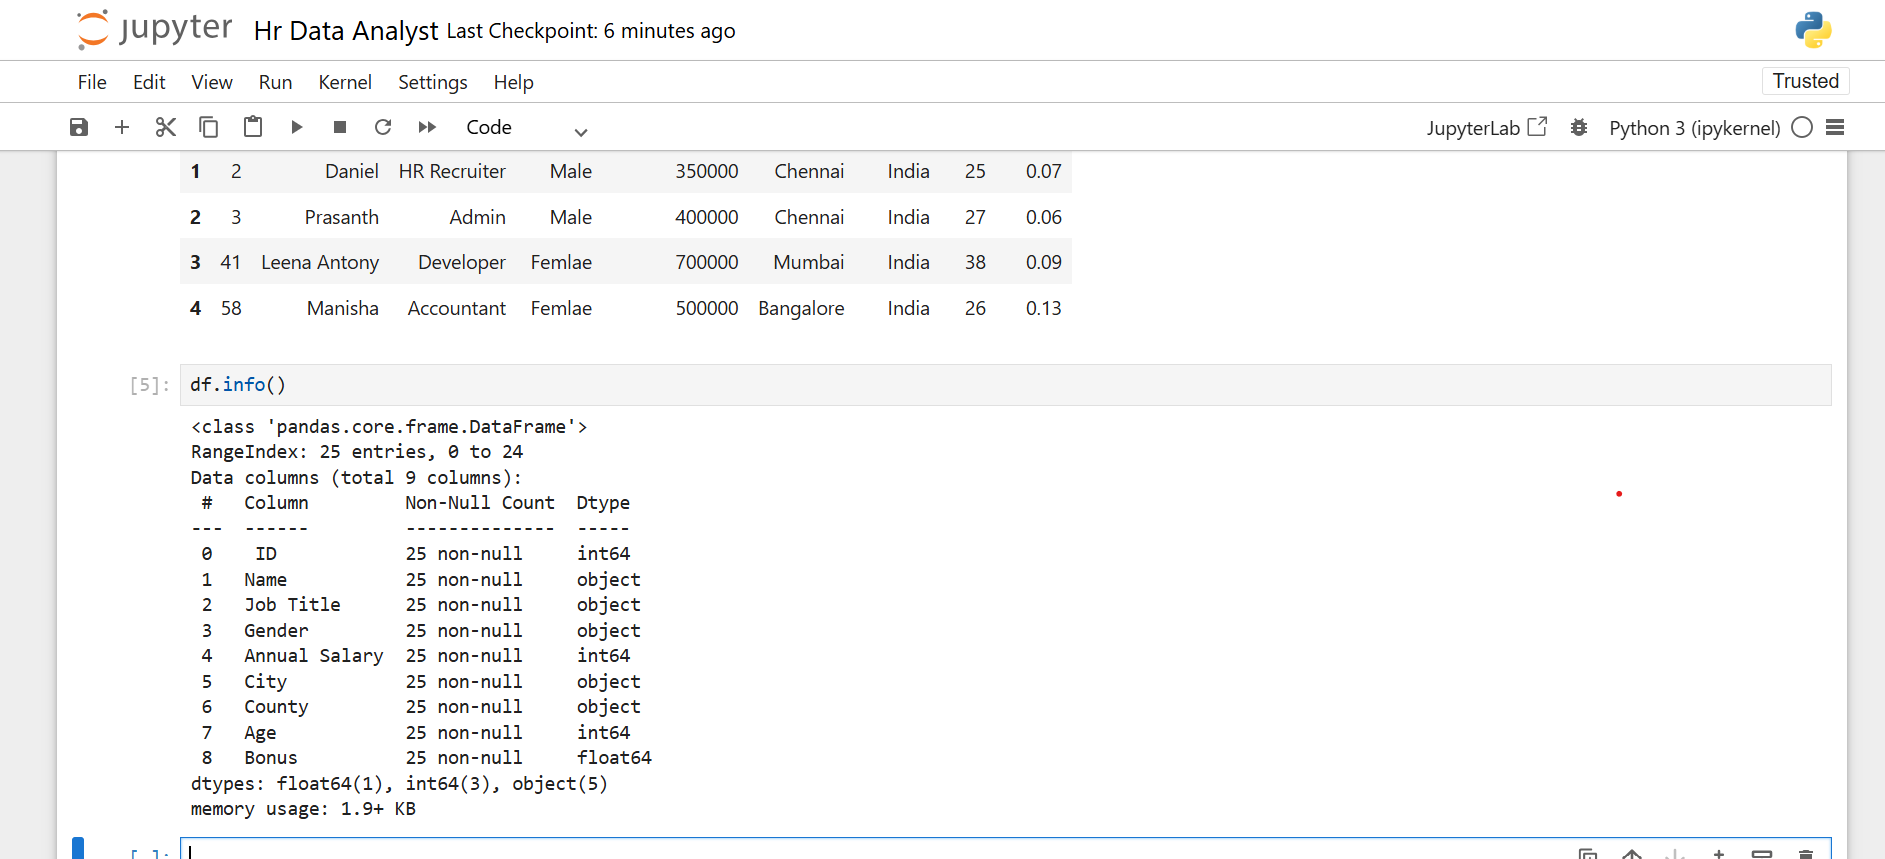 jupyter Hr Data Analyst Last Checkpoint: 6 minutes ago
File Edit View Run Kernel Settings Help Trusted
Code JupyterLab Python 3 (ipykernel)
1 2 Daniel HR Recruiter Male 350000 Chennai India 25 0.07
2 3 Prasanth Admin Male 400000 Chennai India 27 0.06
3 41 Leena Antony Developer Femlae 700000 Mumbai India 38 0.09
4 58 Manisha Accountant Femlae 500000 Bangalore India 26 0.13
[5]: df.info()
<class 'pandas.core.frame.DataFrame'>
RangeIndex: 25 entries, 0 to 24
Data columns (total 9 columns):
# Column Non-Null Count Dtype
--- ------ -------------- -----
0 ID 25 non-null int64
1 Name 25 non-null object
2 Job Title 25 non-null object
3 Gender 25 non-null object
4 Annual Salary 25 non-null int64
5 City 25 non-null object
6 County 25 non-null object
7 Age 25 non-null int64
8 Bonus 25 non-null float64
dtypes: float64(1), int64(3), object(5)
memory usage: 1.9+ KB
[ ]: